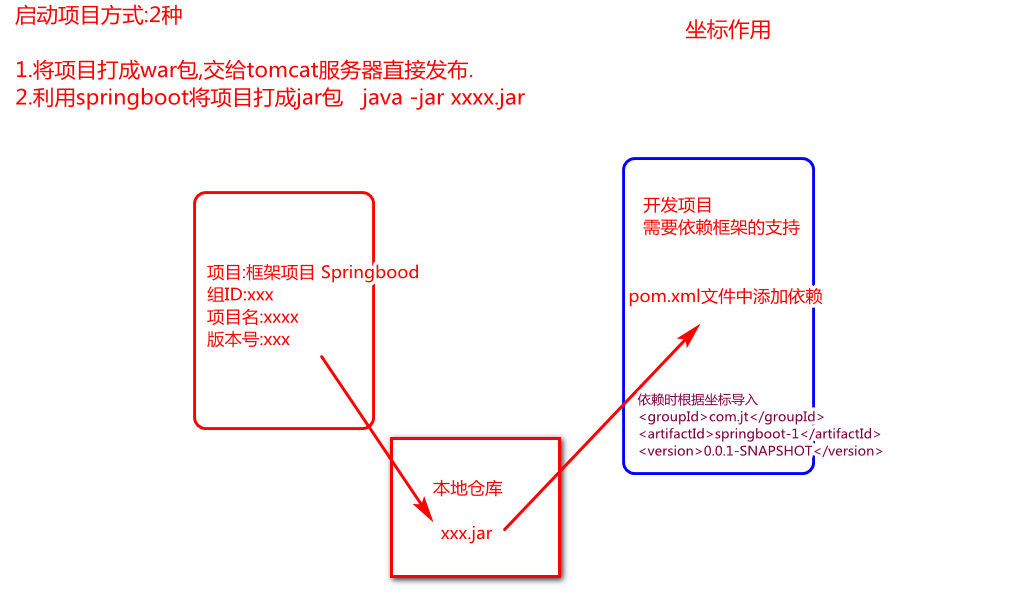 启动项目方式:2种
坐标作用
1.将项目打成war包,交给tomcat服务器直接发布.
2.利用springboot将项目打成jar包   java -jar xxxx.jar
开发项目
需要依赖框架的支持
项目:框架项目 Springbood
组ID:xxx
项目名:xxxx
版本号:xxx
pom.xml文件中添加依赖
依赖时根据坐标导入
<groupId>com.jt</groupId>
<artifactId>springboot-1</artifactId>
<version>0.0.1-SNAPSHOT</version>
本地仓库
xxx.jar